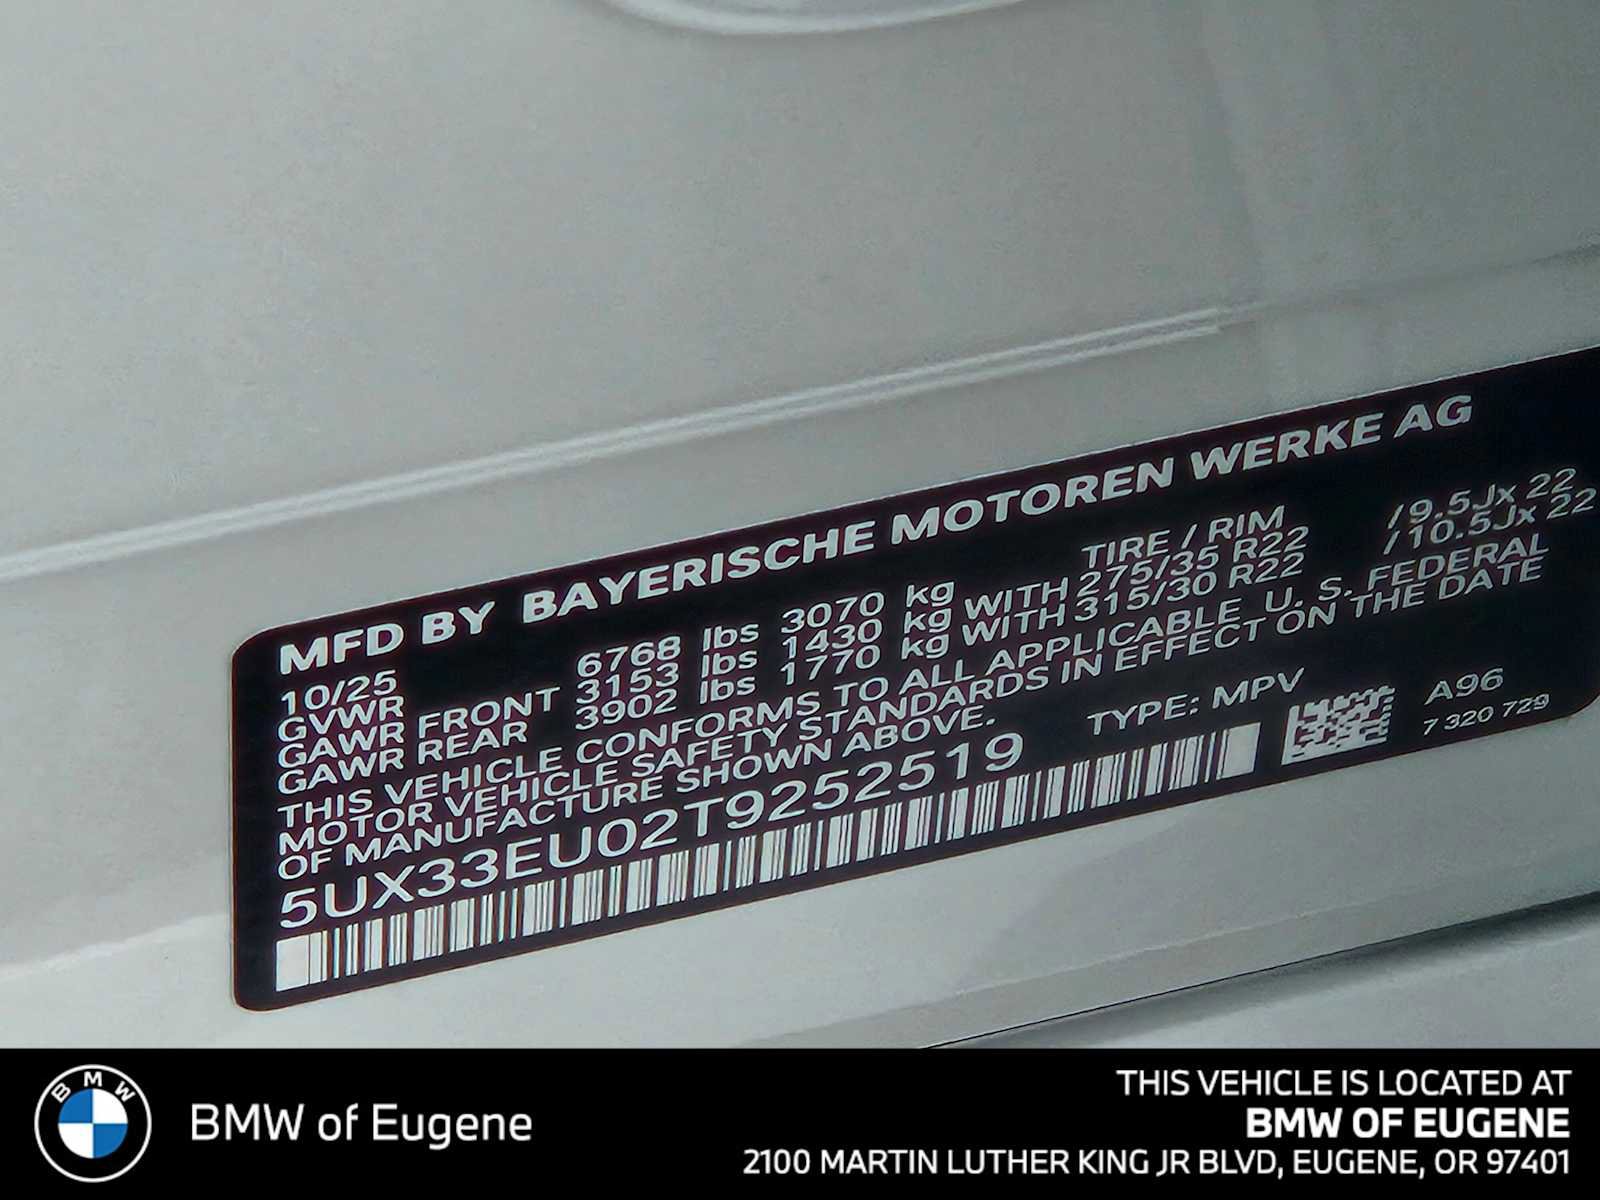 MFD BY BAYERISCHE MOTOREN WERKE AG
10/25 TIRE / RIM
GVWR 6768 lbs 3070 kg
GAWR FRONT 3153 lbs 1430 kg WITH 275/35 R22 / 9.5Jx 22
GAWR REAR 3902 lbs 1770 kg WITH 315/30 R22 / 10.5Jx 22
THIS VEHICLE CONFORMS TO ALL APPLICABLE U. S. FEDERAL
MOTOR VEHICLE SAFETY STANDARDS IN EFFECT ON THE DATE
OF MANUFACTURE SHOWN ABOVE.
5UX33EU02T9252519 TYPE: MPV A96
7 320 729
BMW
BMW of Eugene
THIS VEHICLE IS LOCATED AT
BMW OF EUGENE
2100 MARTIN LUTHER KING JR BLVD, EUGENE, OR 97401